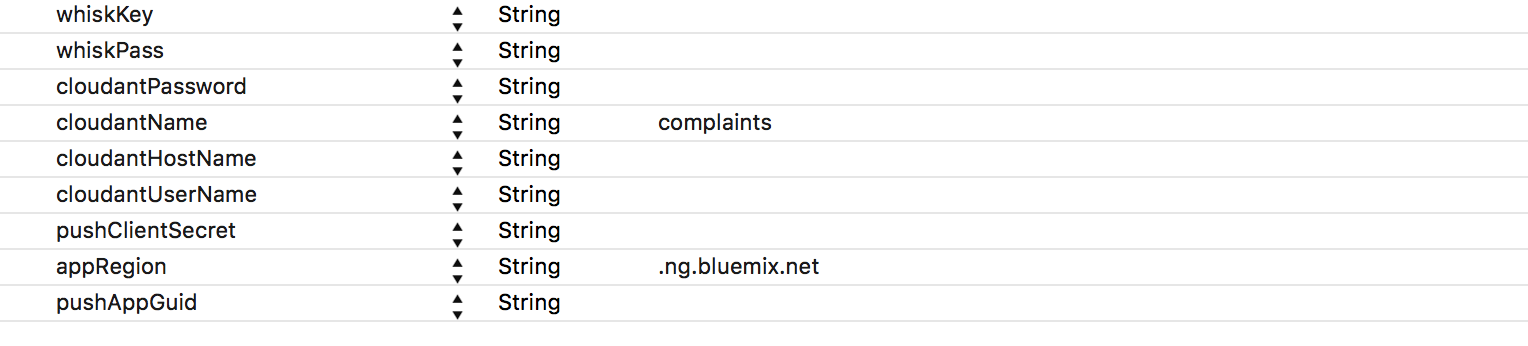 whiskKey String
whiskPass String
cloudantPassword String
cloudantName String complaints
cloudantHostName String
cloudantUserName String
pushClientSecret String
appRegion String .ng.bluemix.net
pushAppGuid String